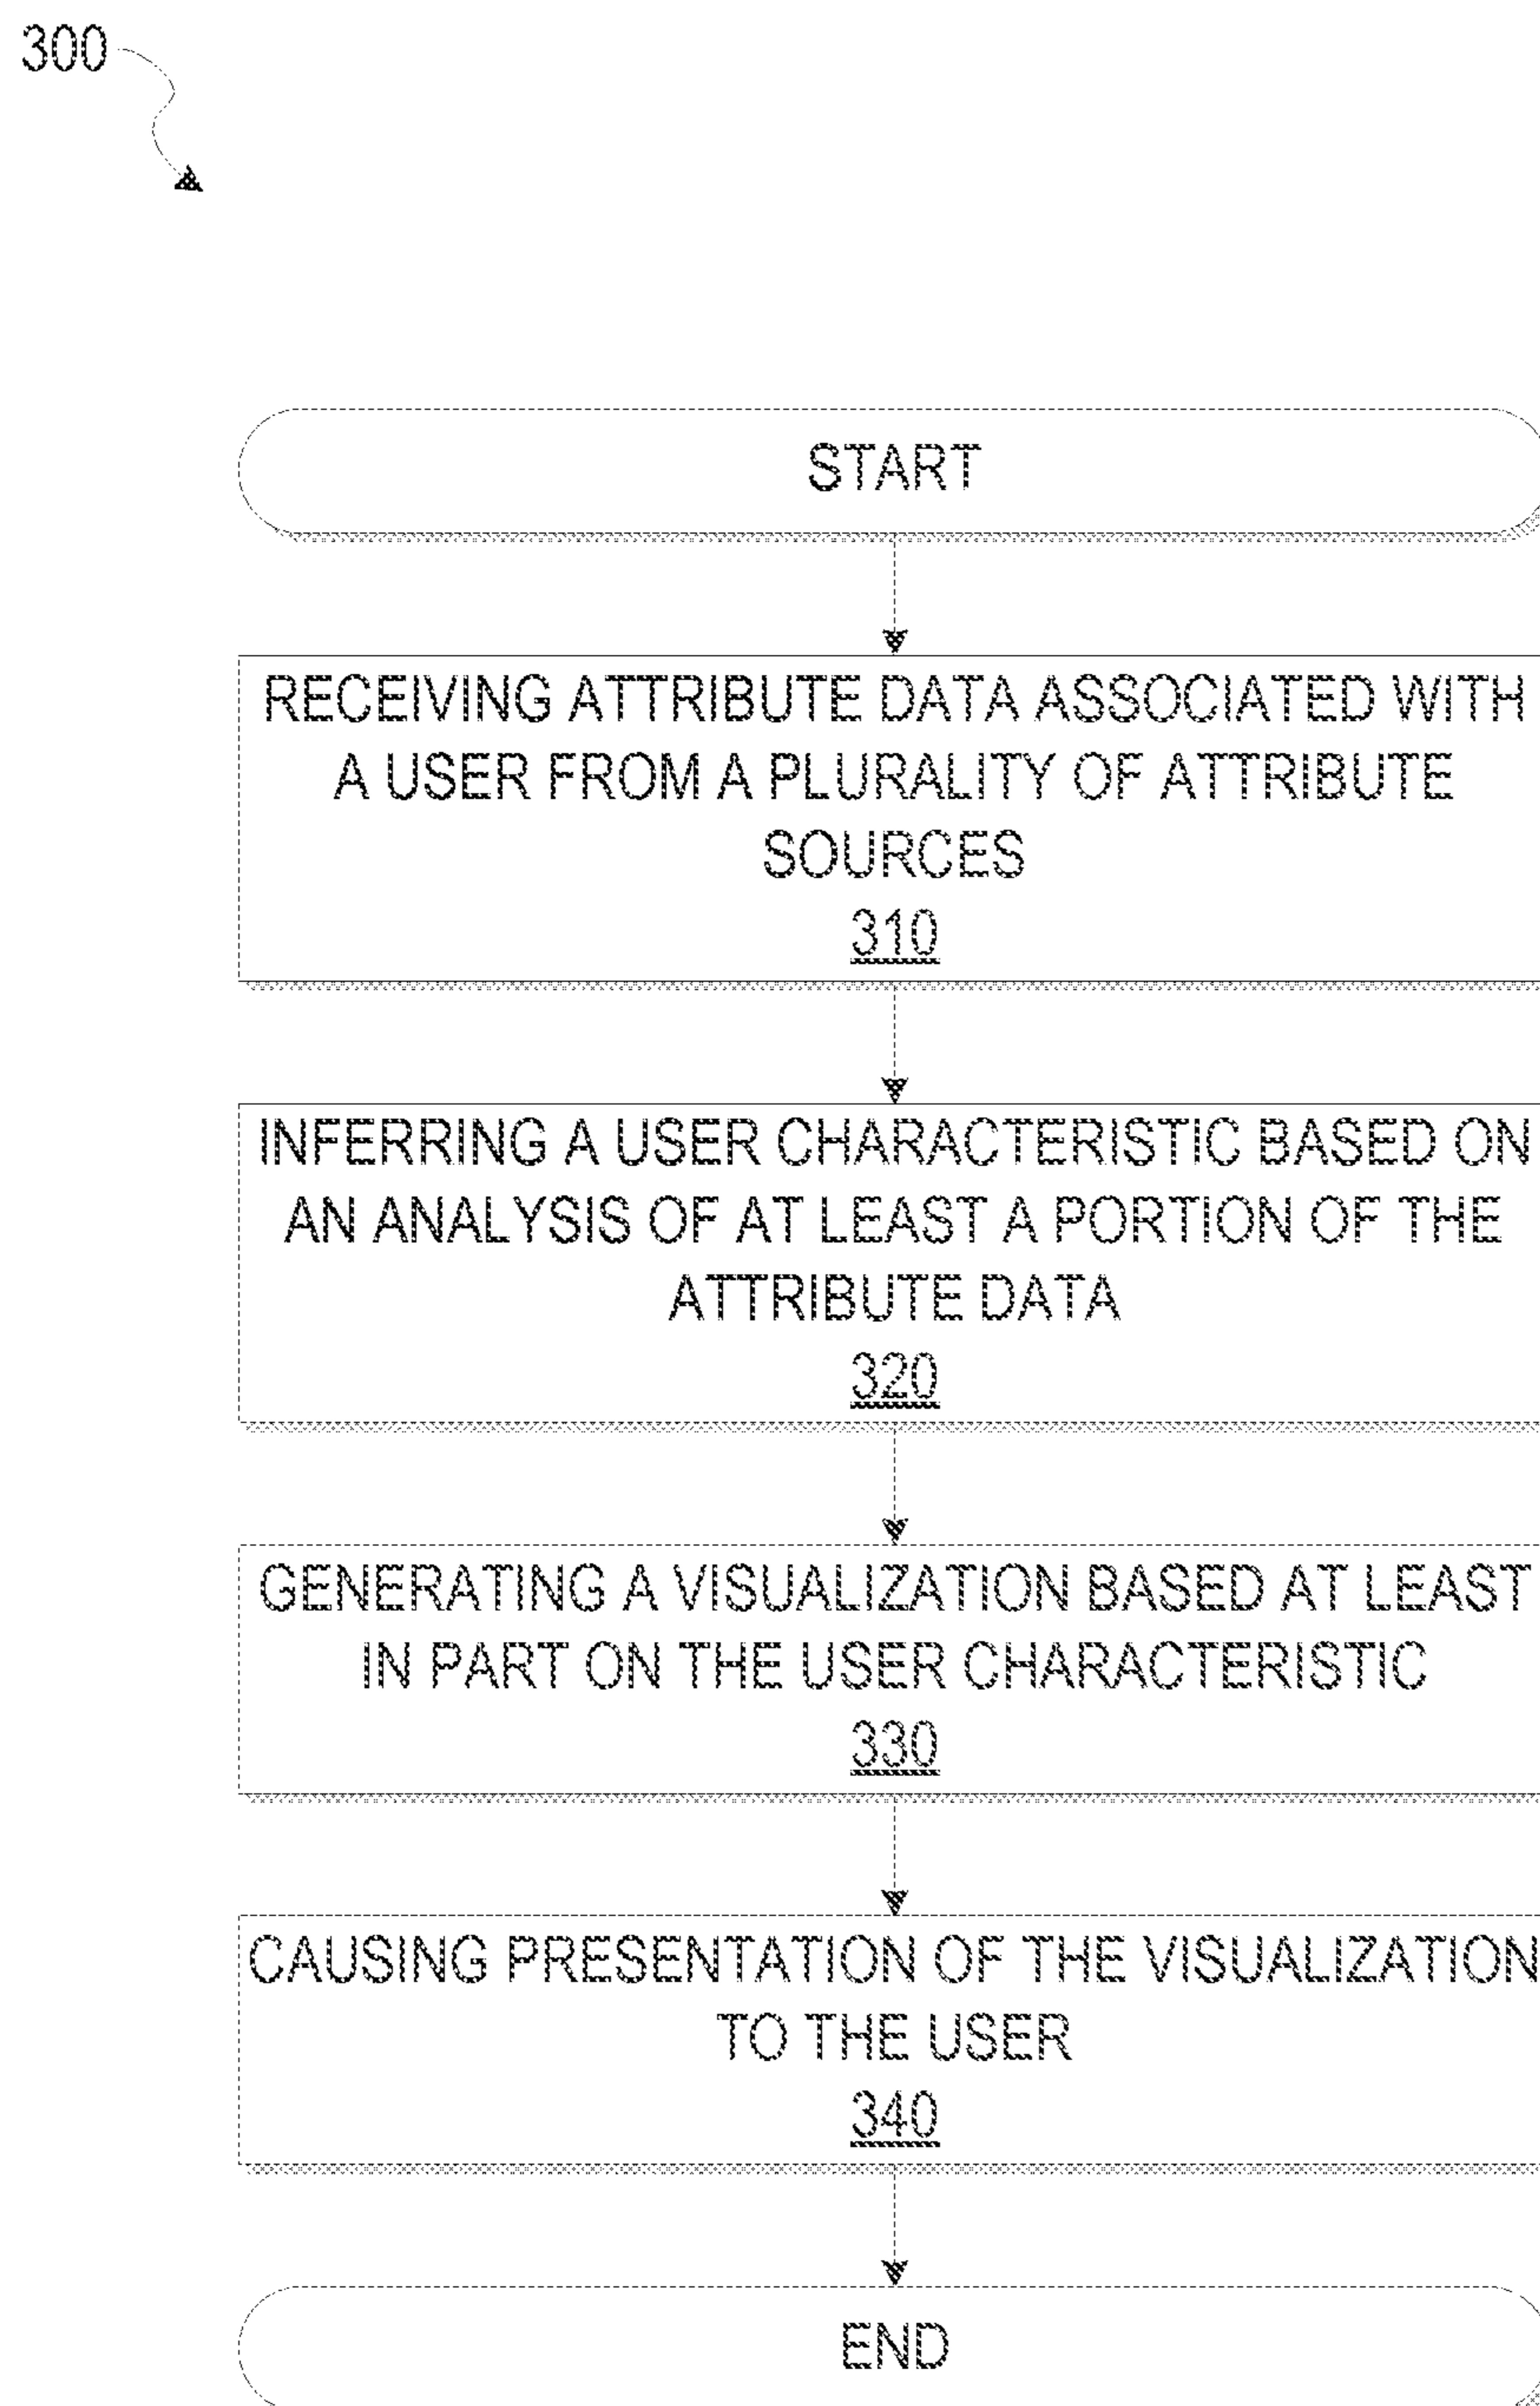 300
START
RECEIVING ATTRIBUTE DATA ASSOCIATED WITH
A USER FROM A PLURALITY OF ATTRIBUTE
SOURCES
310
INFERRING A USER CHARACTERISTIC BASED ON
AN ANALYSIS OF AT LEAST A PORTION OF THE
ATTRIBUTE DATA
320
GENERATING A VISUALIZATION BASED AT LEAST
IN PART ON THE USER CHARACTERISTIC
330
CAUSING PRESENTATION OF THE VISUALIZATION
TO THE USER
340
END